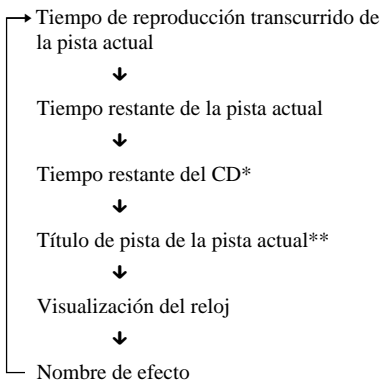 Tiempo de reproducción transcurrido de
la pista actual
Tiempo restante de la pista actual
Tiempo restante del CD*
Título de pista de la pista actual**
Visualización del reloj
Nombre de efecto